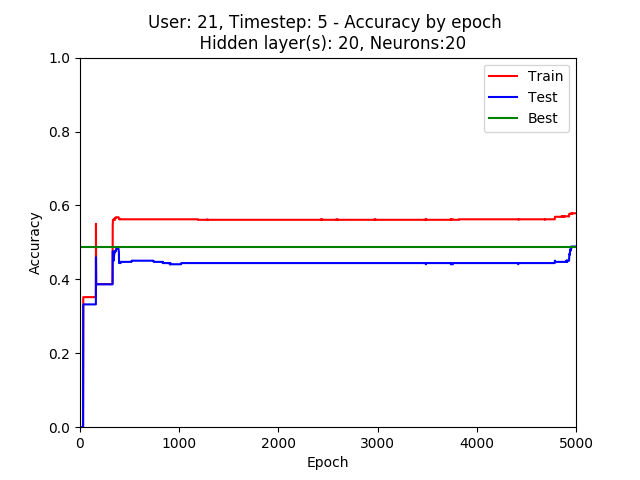 User: 21, Timestep: 5 - Accuracy by epoch
Hidden layer(s): 20, Neurons:20
1.0
0.8
0.6
0.4
0.2
0.0
Accuracy
Train
Test
Best
0 1000 2000 3000 4000 5000
Epoch